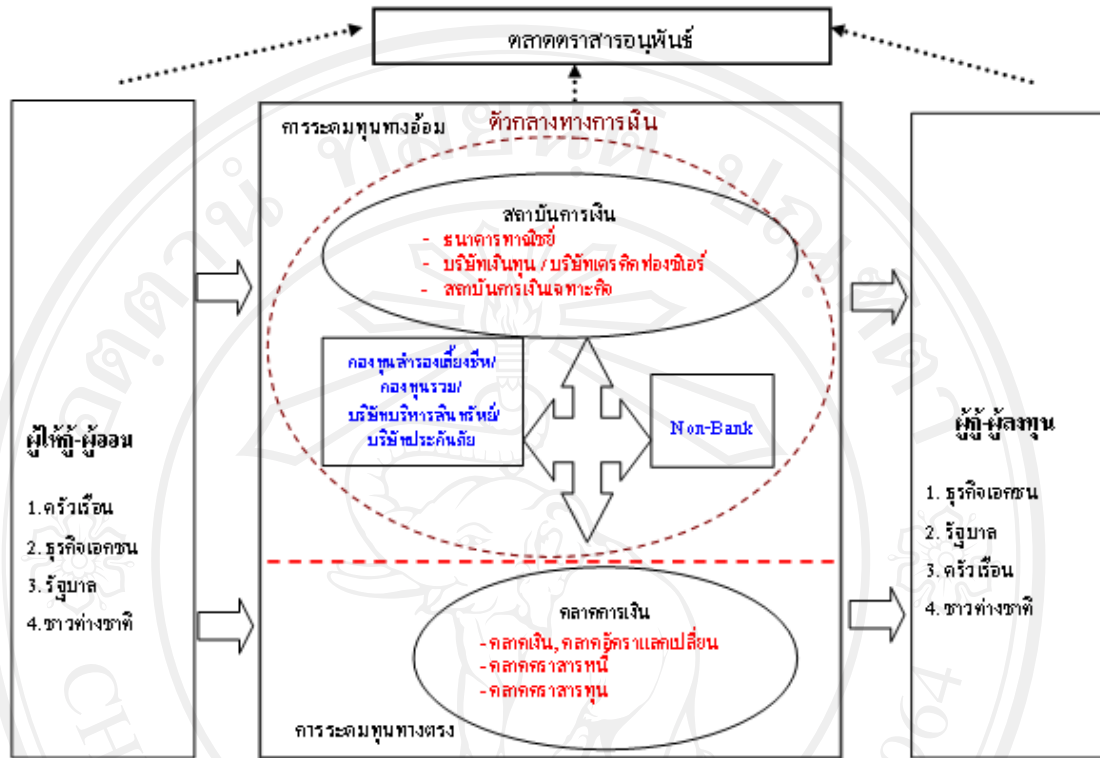 ตลาดตราสารอนุพันธ์
การระดมทุนทางอ้อม
ตัวกลางทางการเงิน
สถาบันการเงิน
- ธนาคารพาณิชย์
- บริษัทเงินทุน / บริษัทเครดิตฟองซิเอร์
- สถาบันการเงินเฉพาะกิจ
กองทุนสำรองเลี้ยงชีพ/
กองทุนรวม/
บริษัทบริหารสินทรัพย์/
บริษัทประกันภัย
Non-Bank
ผู้ให้กู้-ผู้ออม
1. ครัวเรือน
2. ธุรกิจเอกชน
3. รัฐบาล
4. ชาวต่างชาติ
ผู้กู้-ผู้ลงทุน
1. ธุรกิจเอกชน
2. รัฐบาล
3. ครัวเรือน
4. ชาวต่างชาติ
ตลาดการเงิน
- ตลาดเงิน, ตลาดอัตราแลกเปลี่ยน
- ตลาดตราสารหนี้
- ตลาดตราสารทุน
การระดมทุนทางตรง